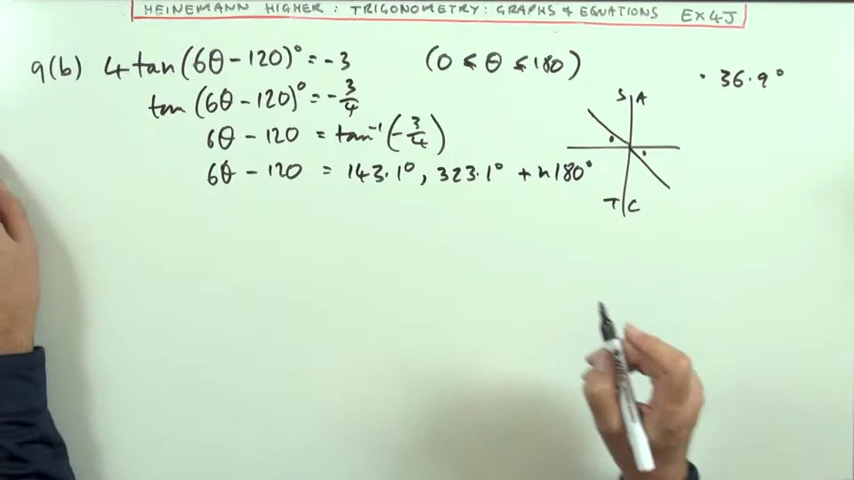 HEINEMANN HIGHER : TRIGONOMETRY: GRAPHS & EQUATIONS EX4J
9(b) 4tan(6θ-120)°=-3 (0 ≤ θ ≤ 180)
tan(6θ-120)°=-3/4
6θ-120 = tan⁻¹(-3/4)
6θ-120 = 143.1°, 323.1° + n180°
S A
T C
• 36.9°